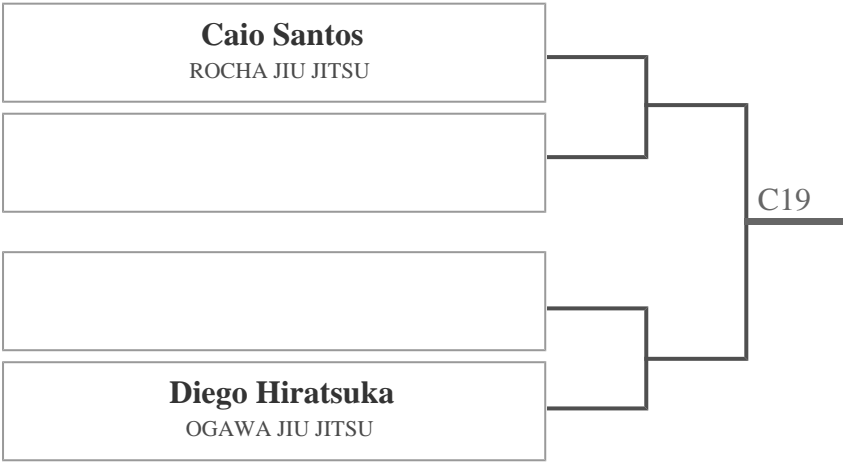 Caio Santos
ROCHA JIU JITSU
C19
Diego Hiratsuka
OGAWA JIU JITSU